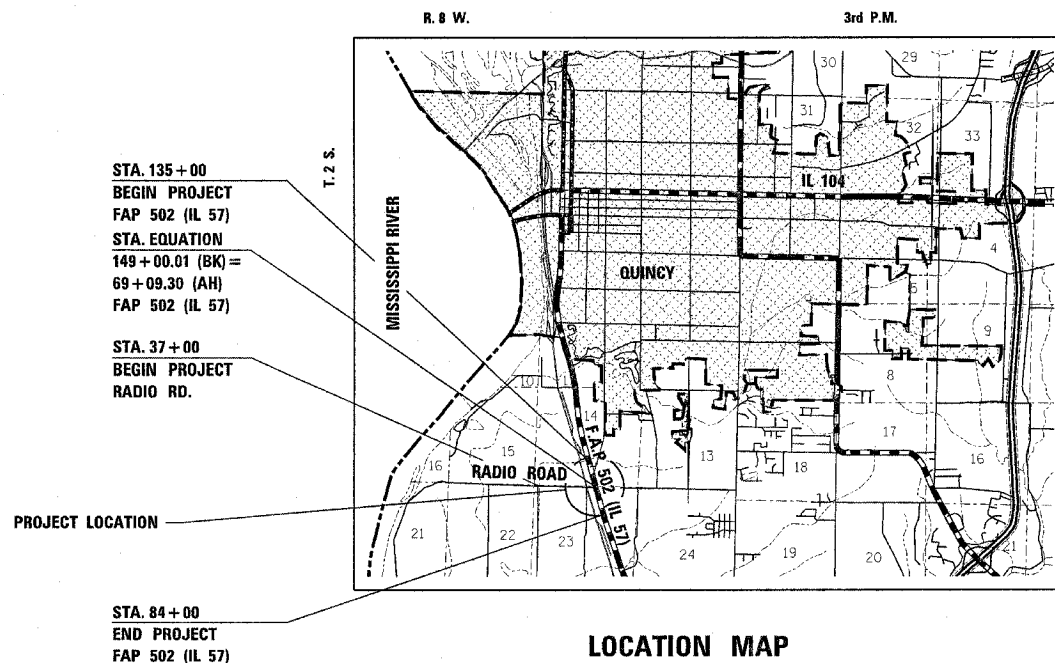 R. 8 W.
3rd P.M.
T. 2 S.
STA. 135+00
BEGIN PROJECT
FAP 502 (IL 57)
STA. EQUATION
149+00.01 (BK)=
69+09.30 (AH)
FAP 502 (IL 57)
STA. 37+00
BEGIN PROJECT
RADIO RD.
PROJECT LOCATION
STA. 84+00
END PROJECT
FAP 502 (IL 57)
MISSISSIPPI RIVER
29
30
31
32
33
IL 104
4
QUINCY
9
8
10
14
17
F.A.P. 502 (IL 57)
16
15
13
18
16
RADIO ROAD
21
22
23
24
19
20
21
LOCATION MAP